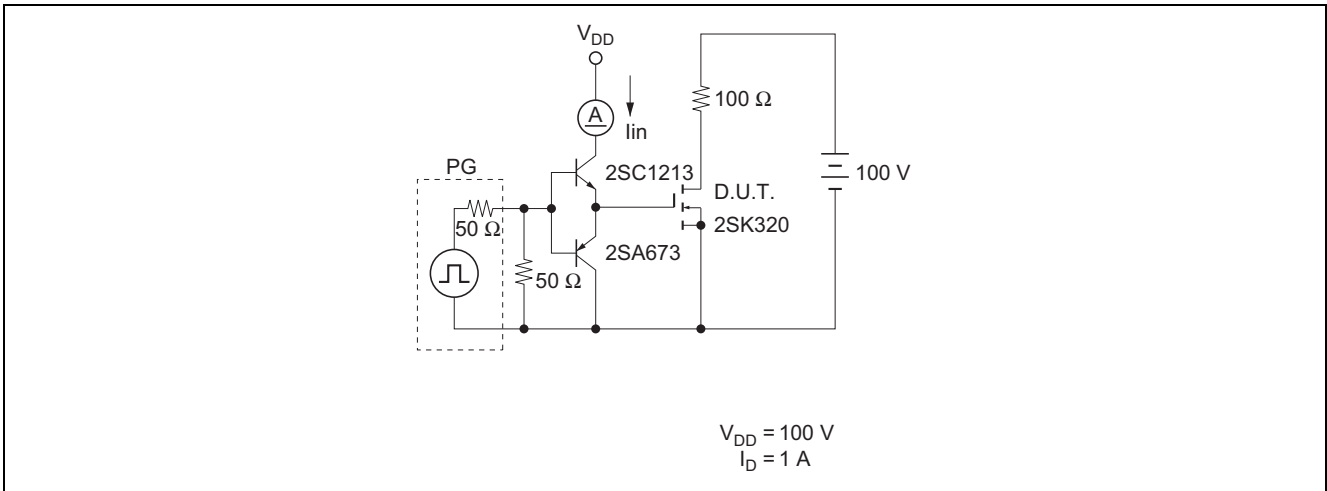 V_DD
A
Iin
100 Ω
PG
2SC1213
100 V
D.U.T.
50 Ω
2SK320
2SA673
50 Ω
V_DD = 100 V
I_D = 1 A